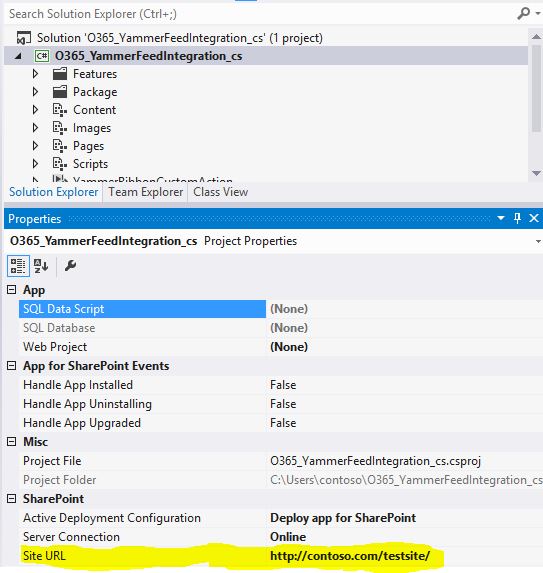 Search Solution Explorer (Ctrl+;)
Solution 'O365_YammerFeedIntegration_cs' (1 project)
C# O365_YammerFeedIntegration_cs
Features
Package
Content
Images
Pages
Scripts
YammerRibbonCustomAction
Solution Explorer Team Explorer Class View
Properties
O365_YammerFeedIntegration_cs Project Properties
App
SQL Data Script (None)
SQL Database (None)
Web Project (None)
App for SharePoint Events
Handle App Installed False
Handle App Uninstalling False
Handle App Upgraded False
Misc
Project File O365_YammerFeedIntegration_cs.csproj
Project Folder C:\Users\contoso\O365_YammerFeedIntegration_cs
SharePoint
Active Deployment Configuration Deploy app for SharePoint
Server Connection Online
Site URL http://contoso.com/testsite/